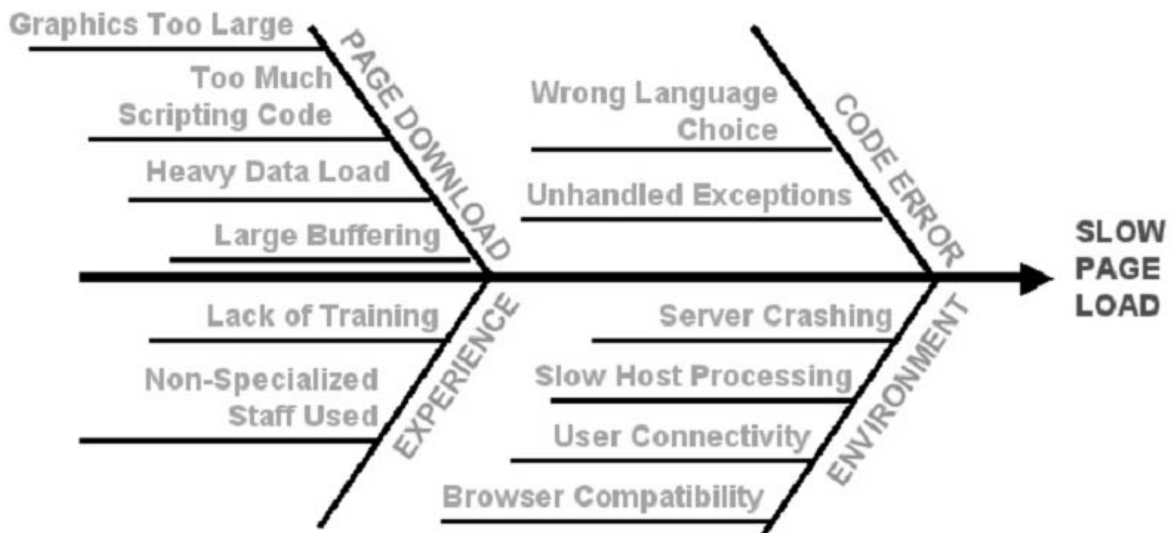 Graphics Too Large
Too Much
Scripting Code
Heavy Data Load
Large Buffering
PAGE DOWNLOAD
Wrong Language
Choice
Unhandled Exceptions
CODE ERROR
SLOW
PAGE
LOAD
Lack of Training
Non-Specialized
Staff Used
EXPERIENCE
Server Crashing
Slow Host Processing
User Connectivity
Browser Compatibility
ENVIRONMENT